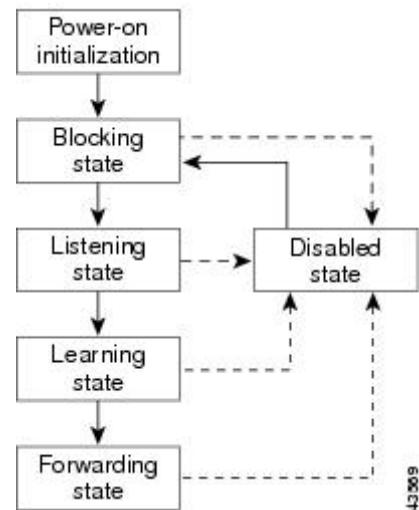 Power-on
initialization
Blocking
state
Listening
state
Disabled
state
Learning
state
Forwarding
state
43569